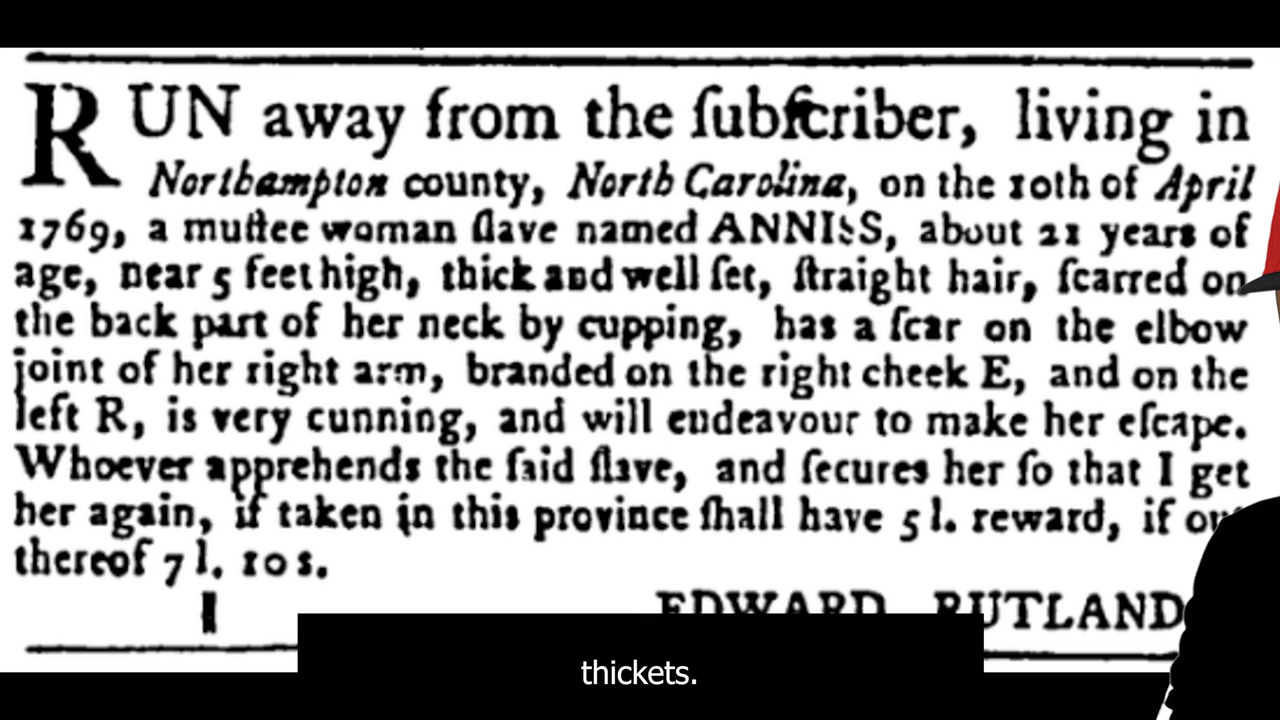 RUN away from the ſubſcriber, living in
Northampton county, North Carolina, on the 10th of April
1769, a muſtee woman ſlave named ANNISS, about 21 years of
age, near 5 feet high, thick and well ſet, ſtraight hair, ſcarred on
the back part of her neck by cupping, has a ſcar on the elbow
joint of her right arm, branded on the right cheek E, and on the
left R, is very cunning, and will endeavour to make her eſcape.
Whoever apprehends the ſaid ſlave, and ſecures her ſo that I get
her again, if taken in this province ſhall have 5 l. reward, if out
thereof 7 l. 10 s.
EDWARD RUTLAND
thickets.